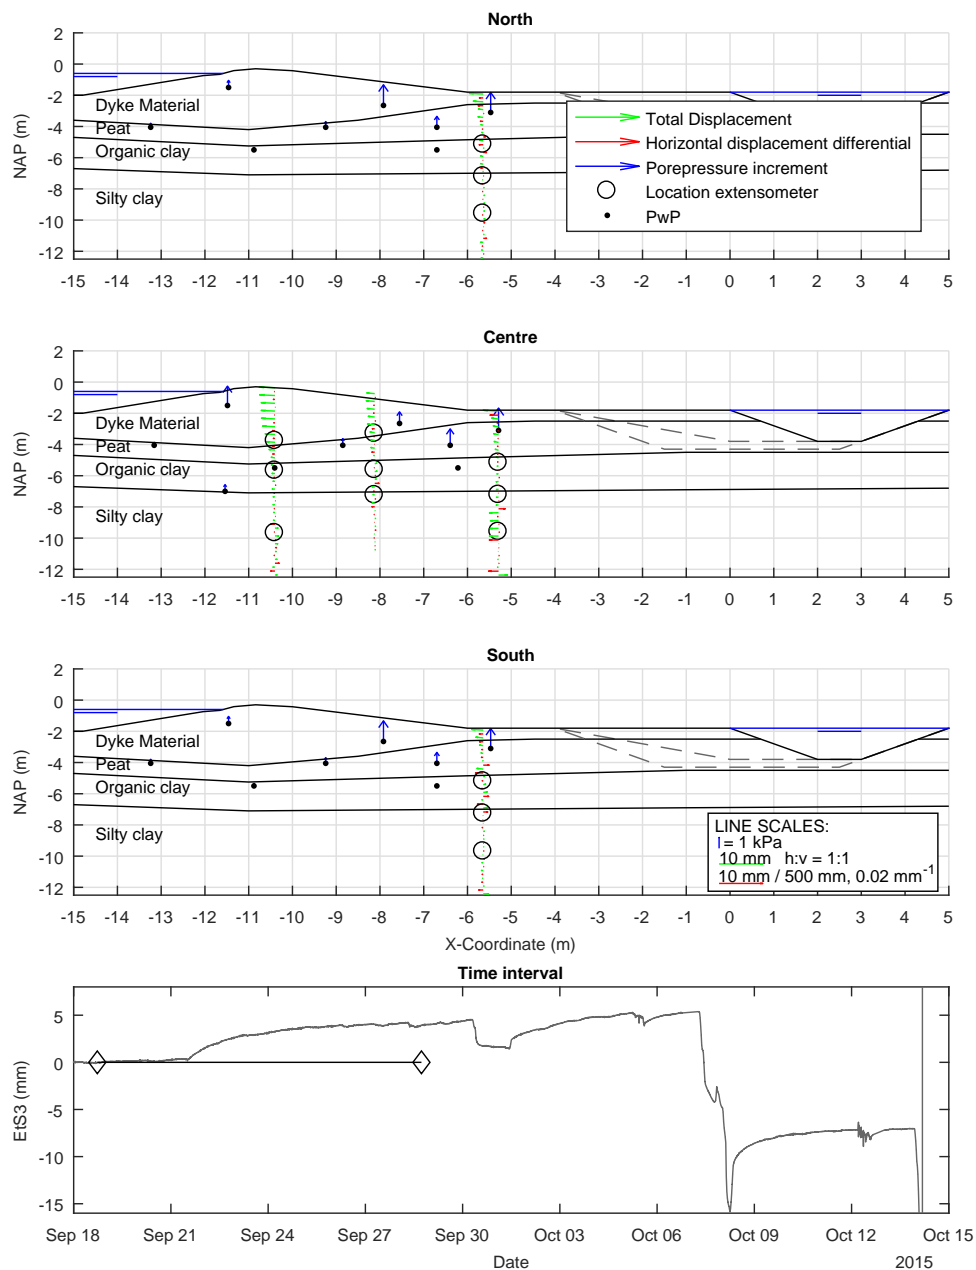 North
2
0
-2
-4
-6
-8
-10
-12
NAP (m)
Dyke Material
Peat
Organic clay
Silty clay
Total Displacement
Horizontal displacement differential
Porepressure increment
Location extensometer
PwP
-15 -14 -13 -12 -11 -10 -9 -8 -7 -6 -5 -4 -3 -2 -1 0 1 2 3 4 5
Centre
2
0
-2
-4
-6
-8
-10
-12
NAP (m)
Dyke Material
Peat
Organic clay
Silty clay
-15 -14 -13 -12 -11 -10 -9 -8 -7 -6 -5 -4 -3 -2 -1 0 1 2 3 4 5
South
2
0
-2
-4
-6
-8
-10
-12
NAP (m)
Dyke Material
Peat
Organic clay
Silty clay
LINE SCALES:
= 1 kPa
10 mm h:v = 1:1
10 mm / 500 mm, 0.02 mm⁻¹
-15 -14 -13 -12 -11 -10 -9 -8 -7 -6 -5 -4 -3 -2 -1 0 1 2 3 4 5
X-Coordinate (m)
Time interval
5
0
-5
-10
-15
EtS3 (mm)
Sep 18 Sep 21 Sep 24 Sep 27 Sep 30 Oct 03 Oct 06 Oct 09 Oct 12 Oct 15
Date
2015